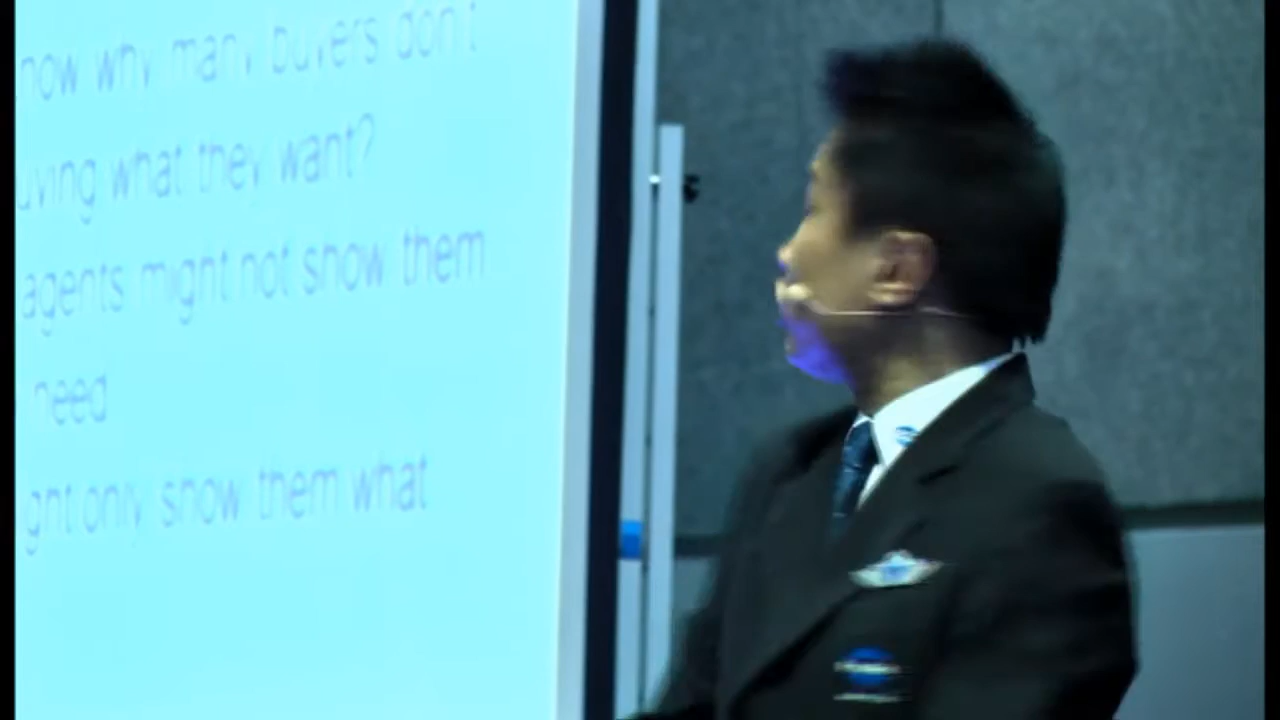 now why many buyers don't
uying what they want?
agents might not show them
need
ght only show them what